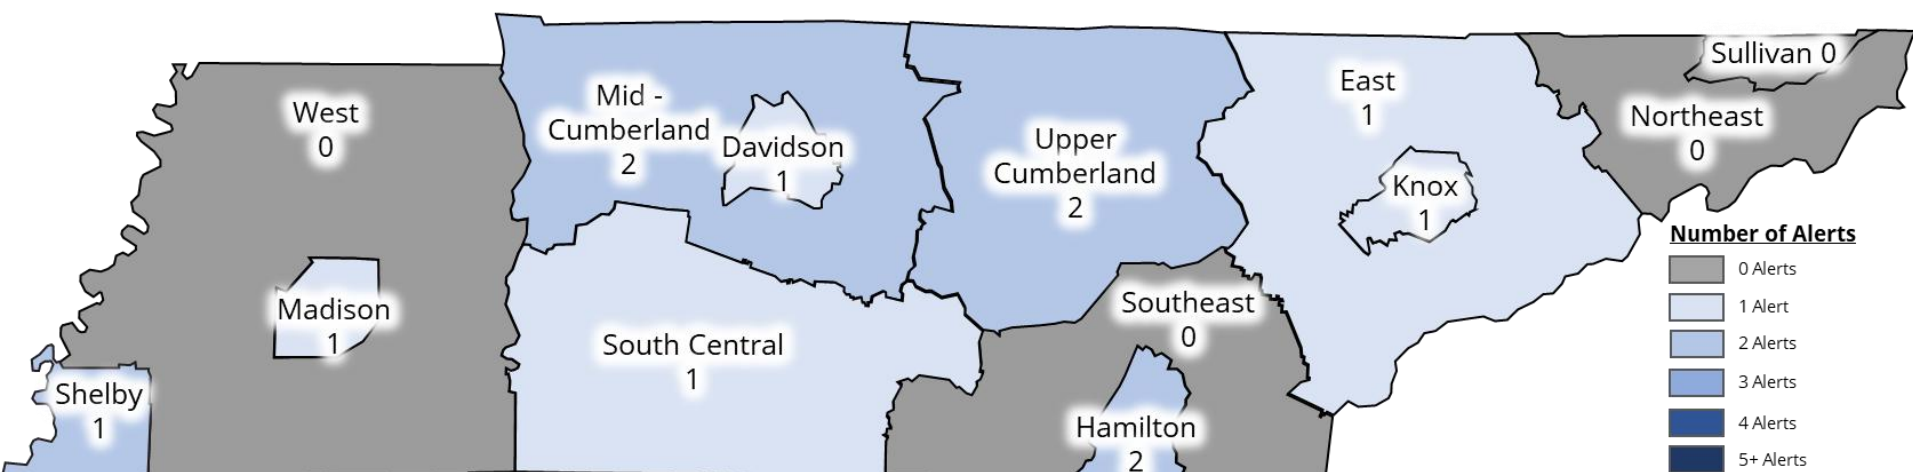 Sullivan 0
East
1
Mid -
Cumberland
2
West
0
Northeast
0
Upper
Cumberland
2
Davidson
1
Knox
1
Number of Alerts
0 Alerts
1 Alert
2 Alerts
3 Alerts
4 Alerts
5+ Alerts
Madison
1
Southeast
0
South Central
1
Shelby
1
Hamilton
2